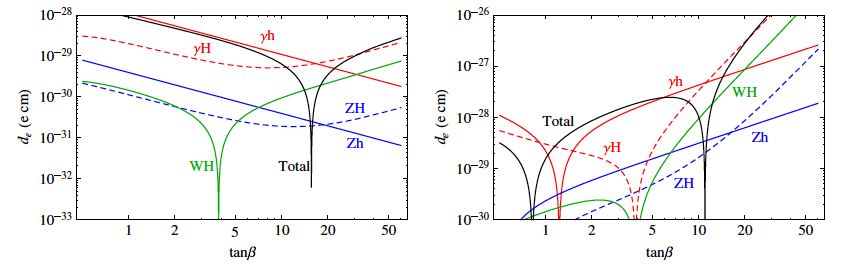 10−28
10−29
10−30
10−31
10−32
10−33
d_e (e cm)
γh
γH
ZH
Zh
WH
Total
1 2 5 10 20 50
tanβ
10−26
10−27
10−28
10−29
10−30
d_e (e cm)
γh
WH
Total
γH
Zh
ZH
1 2 5 10 20 50
tanβ